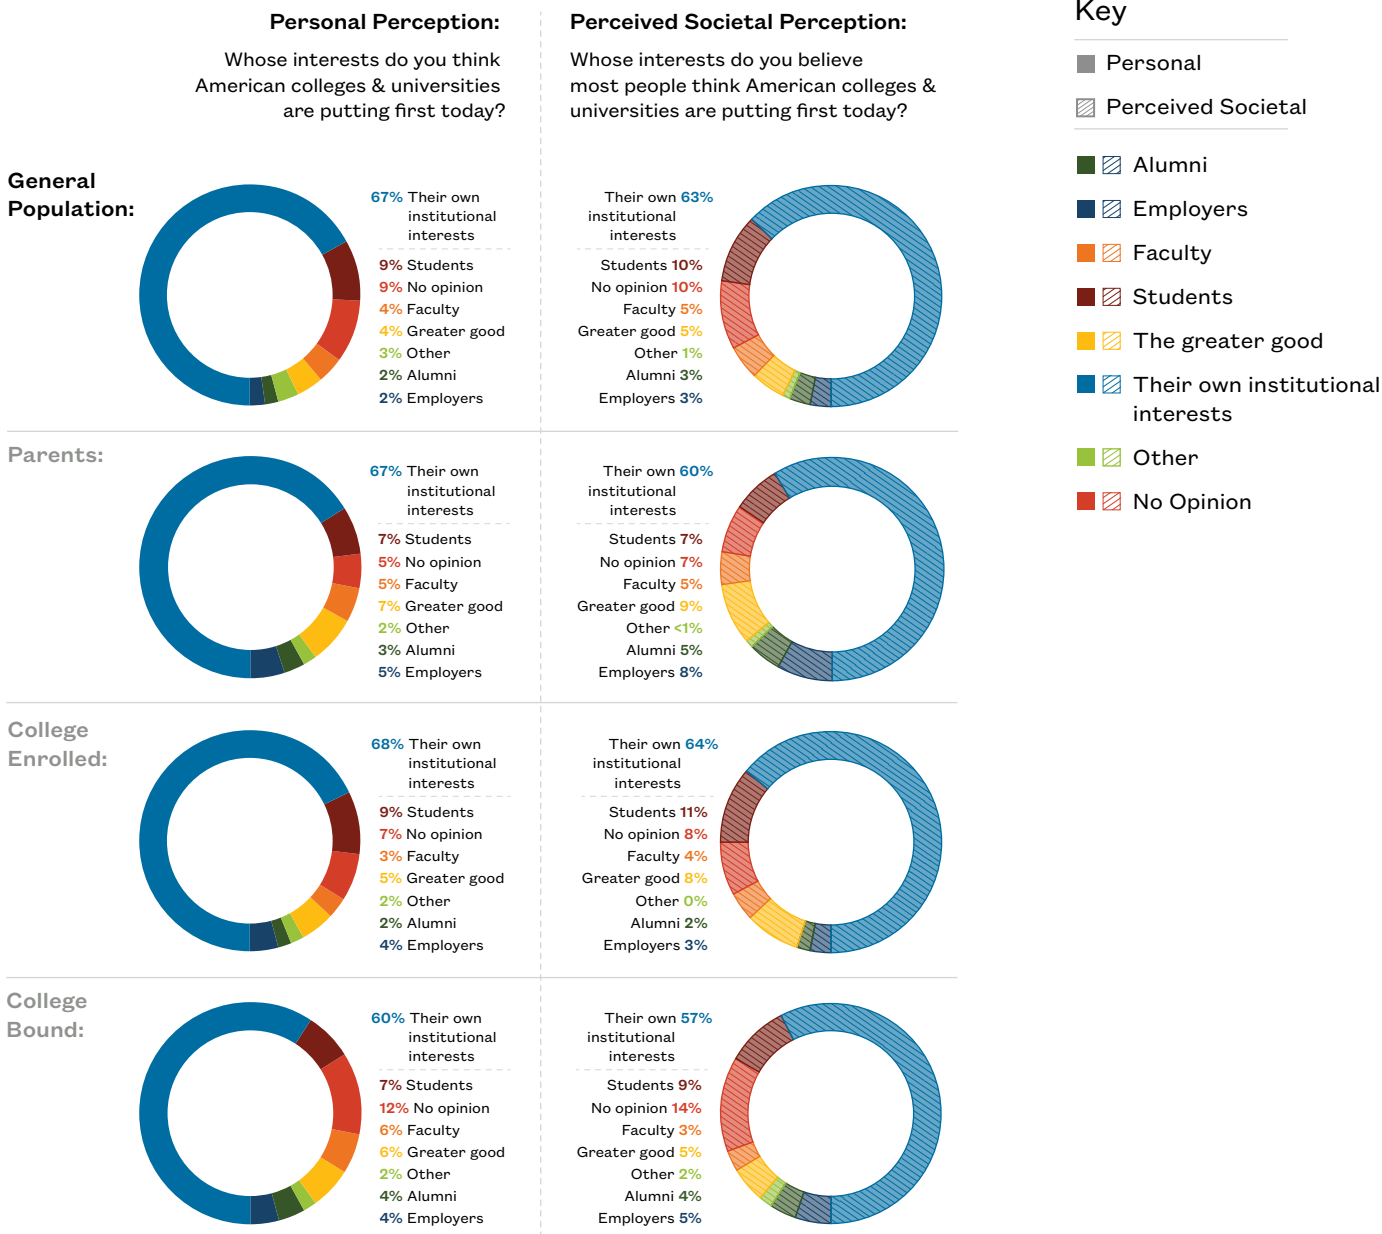 Personal Perception:
Whose interests do you think
American colleges & universities
are putting first today?
Perceived Societal Perception:
Whose interests do you believe
most people think American colleges &
universities are putting first today?
Key
Personal
Perceived Societal
Alumni
Employers
Faculty
Students
The greater good
Their own institutional
interests
Other
No Opinion
General
Population:
67% Their own
institutional
interests
9% Students
9% No opinion
4% Faculty
4% Greater good
3% Other
2% Alumni
2% Employers
Their own 63%
institutional
interests
Students 10%
No opinion 10%
Faculty 5%
Greater good 5%
Other 1%
Alumni 3%
Employers 3%
Parents:
67% Their own
institutional
interests
7% Students
5% No opinion
5% Faculty
7% Greater good
2% Other
3% Alumni
5% Employers
Their own 60%
institutional
interests
Students 7%
No opinion 7%
Faculty 5%
Greater good 9%
Other <1%
Alumni 5%
Employers 8%
College
Enrolled:
68% Their own
institutional
interests
9% Students
7% No opinion
3% Faculty
5% Greater good
2% Other
2% Alumni
4% Employers
Their own 64%
institutional
interests
Students 11%
No opinion 8%
Faculty 4%
Greater good 8%
Other 0%
Alumni 2%
Employers 3%
College
Bound:
60% Their own
institutional
interests
7% Students
12% No opinion
6% Faculty
6% Greater good
2% Other
4% Alumni
4% Employers
Their own 57%
institutional
interests
Students 9%
No opinion 14%
Faculty 3%
Greater good 5%
Other 2%
Alumni 4%
Employers 5%